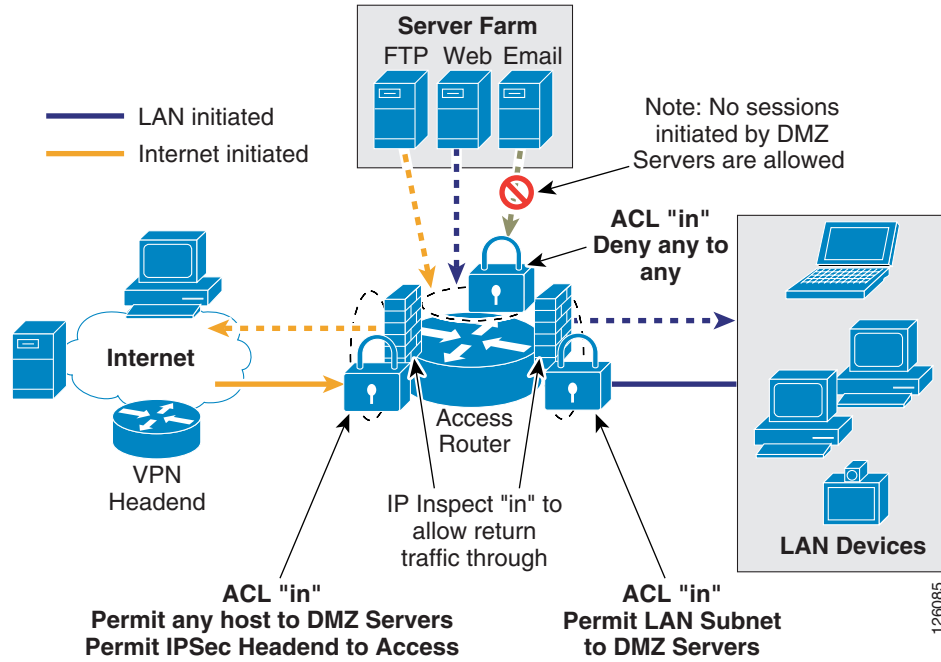 Server Farm
FTP Web Email
LAN initiated
Internet initiated
Note: No sessions
initiated by DMZ
Servers are allowed
ACL "in"
Deny any to
any
Internet
VPN
Headend
Access
Router
IP Inspect "in" to
allow return
traffic through
LAN Devices
ACL "in"
Permit any host to DMZ Servers
Permit IPSec Headend to Access
ACL "in"
Permit LAN Subnet
to DMZ Servers
126085